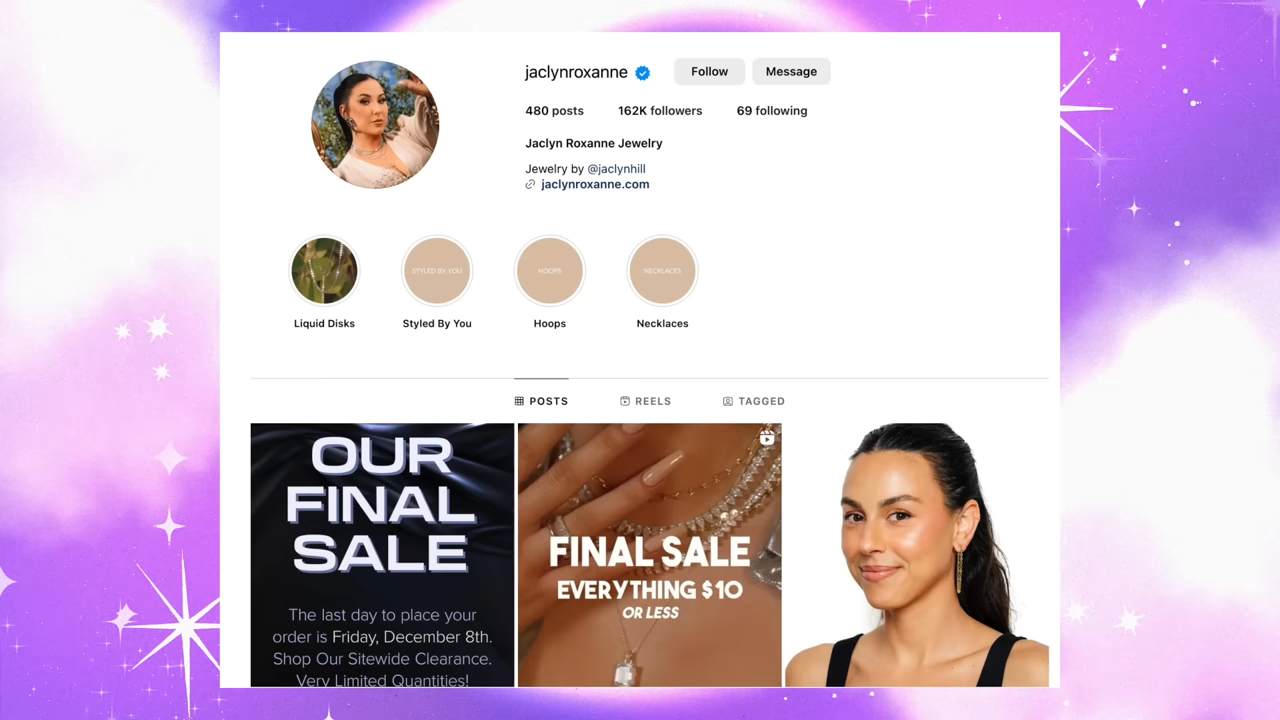 jaclynroxanne
Follow
Message
480 posts
162K followers
69 following
Jaclyn Roxanne Jewelry
Jewelry by @jaclynhill
jaclynroxanne.com
STYLED BY YOU
HOOPS
NECKLACES
Liquid Disks
Styled By You
Hoops
Necklaces
POSTS
REELS
TAGGED
OUR
FINAL
SALE
The last day to place your
order is Friday, December 8th.
Shop Our Sitewide Clearance.
Very Limited Quantities!
FINAL SALE
EVERYTHING $10
OR LESS